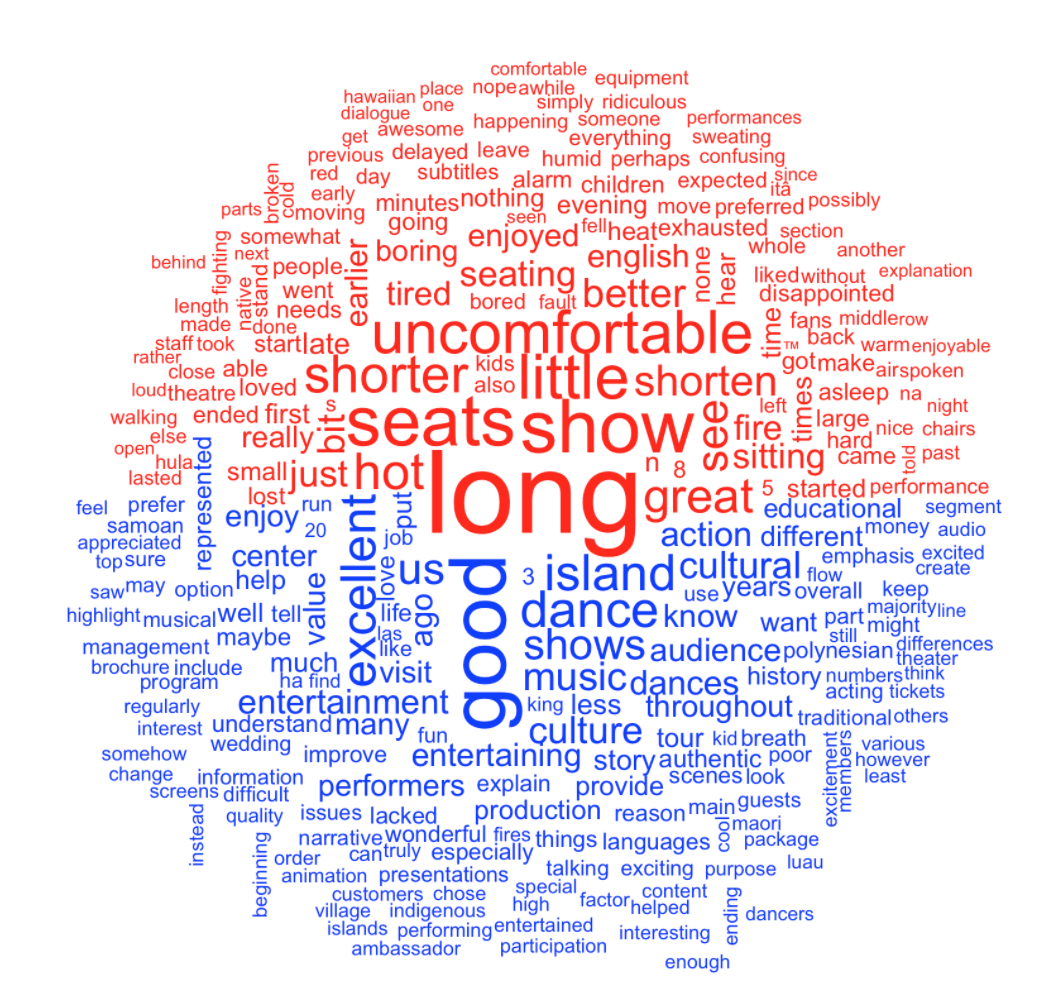 comfortable
equipment
hawaiian place nope awhile
dialogue one simply ridiculous
get awesome happening someone performances
everything sweating
previous delayed leave humid perhaps confusing
red day subtitles alarm children expected since
itâ
broken cold early minutes nothing evening move preferred possibly
parts moving going seen fell heat exhausted section
somewhat boring enjoyed english none hear whole another
behind fighting next people earlier seating liked without explanation
native stand went tired bored fault better disappointed
length needs uncomfortable time fans middle row
made done ™ back
staff took start late kids little got make warm enjoyable
rather close able shorter also shorten airspoken
loud theatre loved asleep na
walking ended first bit s seats show see left times large night
else really fire hard nice chairs
open hula small just hot long n 8 sitting came told past
lasted lost great 5 started performance
represented
feel prefer enjoy run excellent put educational segment
samoan 20 job action different money audio
appreciated center us good island cultural emphasis excited
top sure flow create
saw may option help value love 3 use years overall keep
highlight musical well tell life ago dance know want part majority line
management maybe las shows audience still might differences
brochure include much like visit polynesian theater
program ha find music dances history numbers think
acting tickets
regularly entertainment king less throughout traditional others
interest understand many fun culture tour kid breath
somehow wedding improve entertaining story authentic poor excitement members various
change information performers explain provide scenes look however
screens difficult least
quality issues lacked production reason main guests
instead narrative wonderful fires things languages cool maori package
beginning order can truly especially
animation presentations talking exciting purpose luau
customers chose special content
village indigenous high factor helped ending dancers
islands performing entertained interesting
ambassador participation
enough